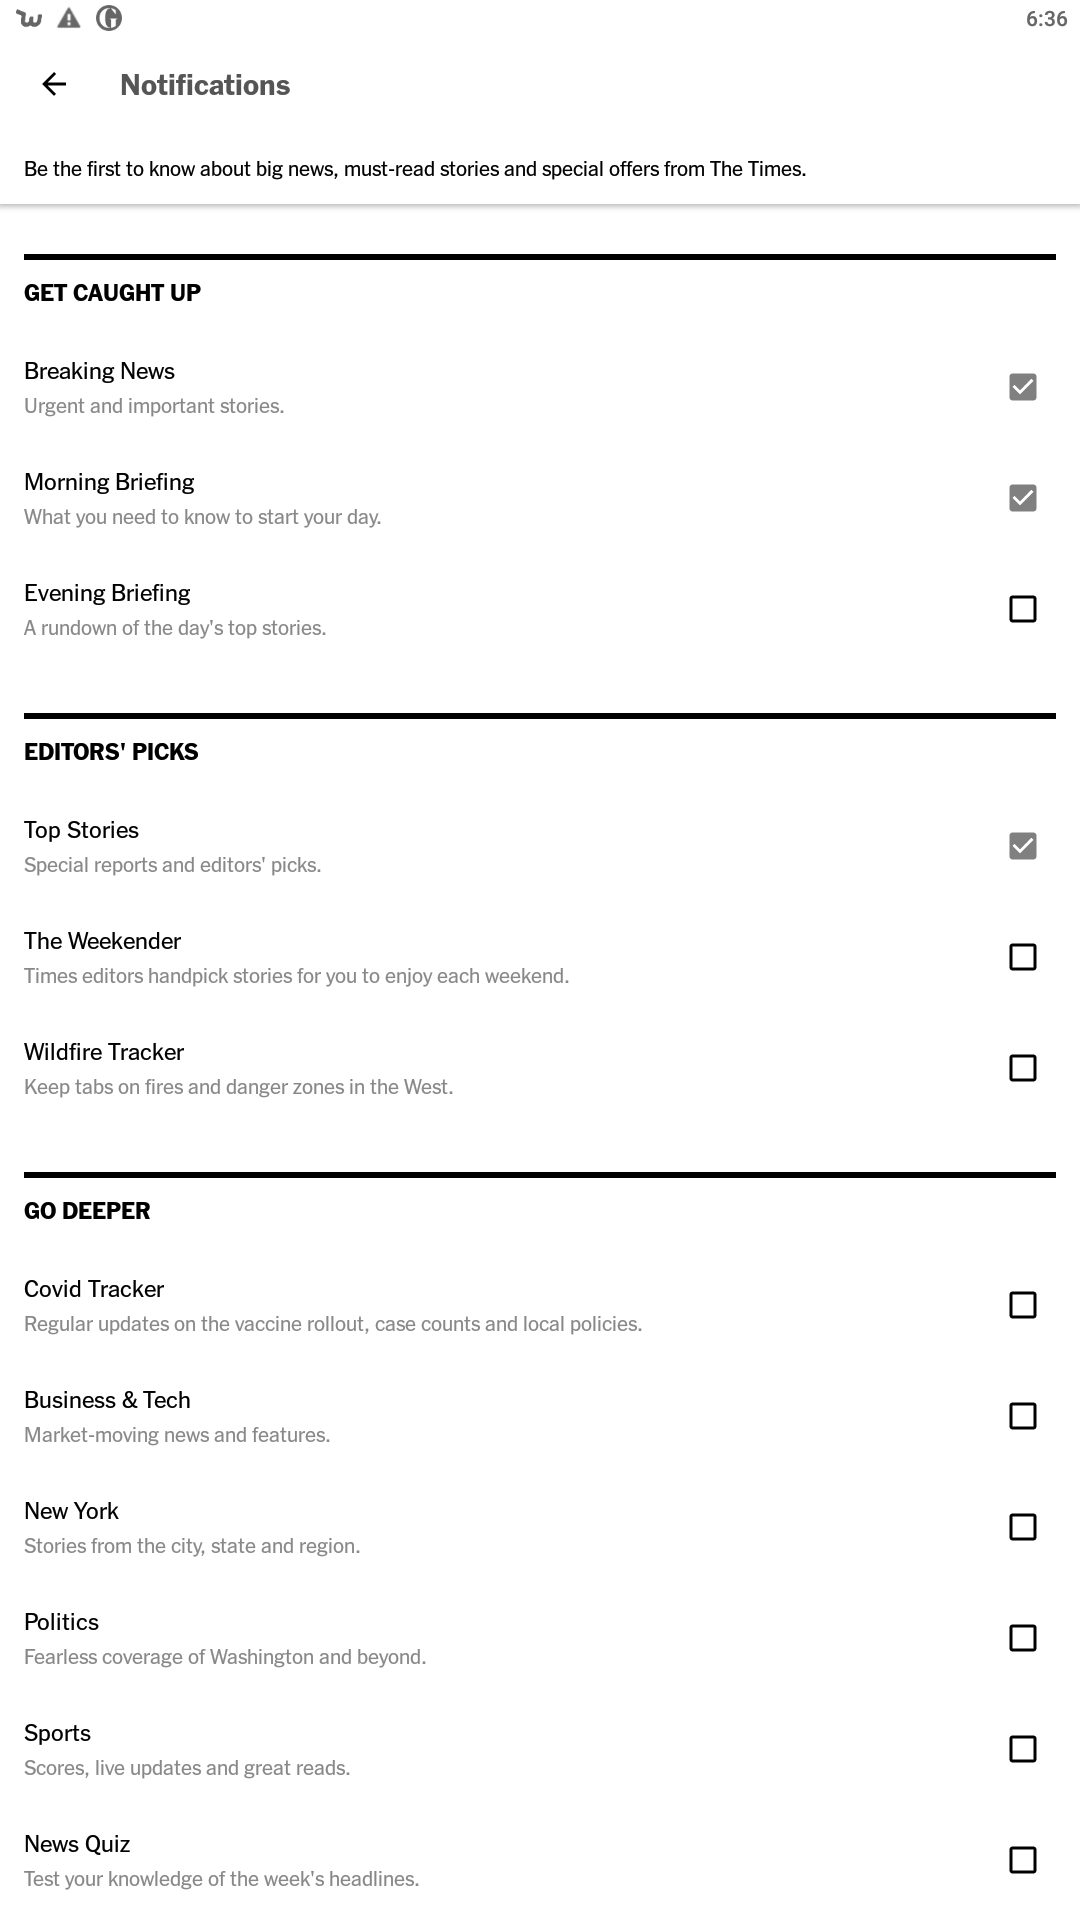 6:36
Notifications
Be the first to know about big news, must-read stories and special offers from The Times.
GET CAUGHT UP
Breaking News
Urgent and important stories.
Morning Briefing
What you need to know to start your day.
Evening Briefing
A rundown of the day's top stories.
EDITORS' PICKS
Top Stories
Special reports and editors' picks.
The Weekender
Times editors handpick stories for you to enjoy each weekend.
Wildfire Tracker
Keep tabs on fires and danger zones in the West.
GO DEEPER
Covid Tracker
Regular updates on the vaccine rollout, case counts and local policies.
Business & Tech
Market-moving news and features.
New York
Stories from the city, state and region.
Politics
Fearless coverage of Washington and beyond.
Sports
Scores, live updates and great reads.
News Quiz
Test your knowledge of the week's headlines.